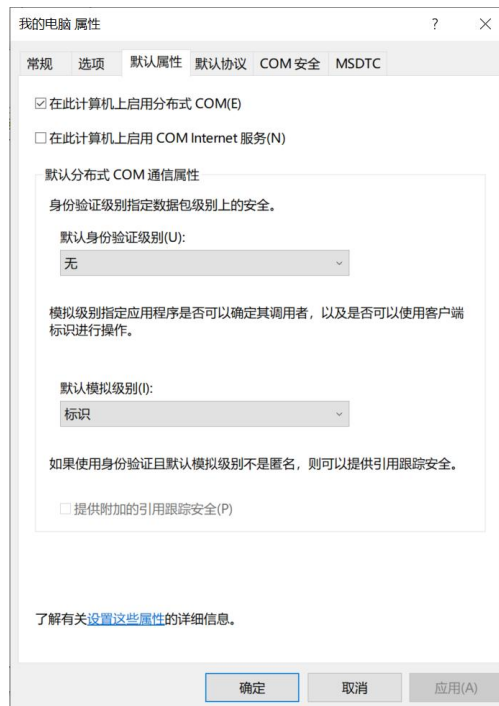 我的电脑 属性
常规 选项 默认属性 默认协议 COM 安全 MSDTC
在此计算机上启用分布式 COM(E)
在此计算机上启用 COM Internet 服务(N)
默认分布式 COM 通信属性
身份验证级别指定数据包级别上的安全。
默认身份验证级别(U):
无
模拟级别指定应用程序是否可以确定其调用者，以及是否可以使用客户端
标识进行操作。
默认模拟级别(I):
标识
如果使用身份验证且默认模拟级别不是匿名，则可以提供引用跟踪安全。
提供附加的引用跟踪安全(P)
了解有关设置这些属性的详细信息。
确定 取消 应用(A)